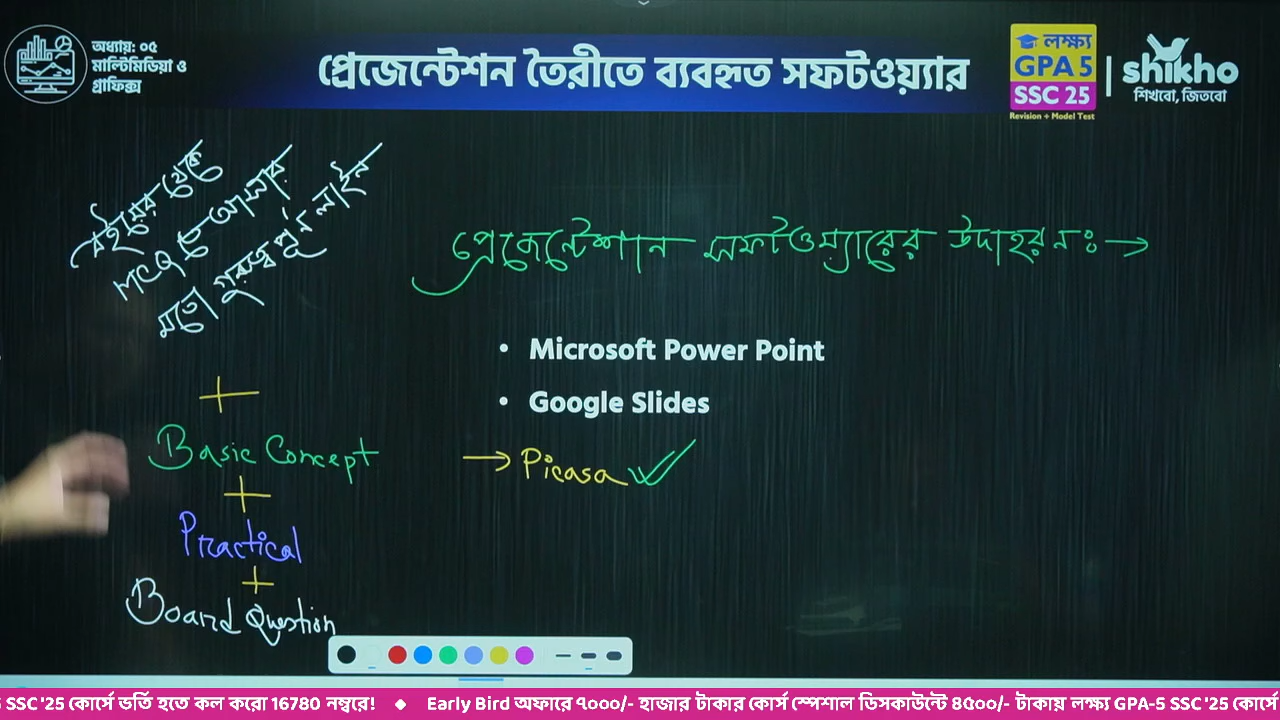 অধ্যায়: ০৫
মাল্টিমিডিয়া ও
গ্রাফিক্স
প্রেজেন্টেশন তৈরীতে ব্যবহৃত সফটওয়্যার
লক্ষ্য
GPA 5
SSC 25
Revision + Model Test
shikho
শিখবো, জিতবো
বইয়ের থেকে
MCQ তে আসার
মতো গুরুত্বপূর্ন লাইন
+
Basic Concept
+
Practical
+
Board Question
প্রেজেন্টেশান সফটওয়্যারের উদাহরনঃ→
• Microsoft Power Point
• Google Slides
→ Picasa ✓✓
SSC '25 কোর্সে ভর্তি হতে কল করো 16780 নম্বরে! ◆ Early Bird অফারে ৭০০০/- হাজার টাকার কোর্স স্পেশাল ডিসকাউন্টে ৪৫০০/- টাকায় লক্ষ্য GPA-5 SSC '25 কোর্সে